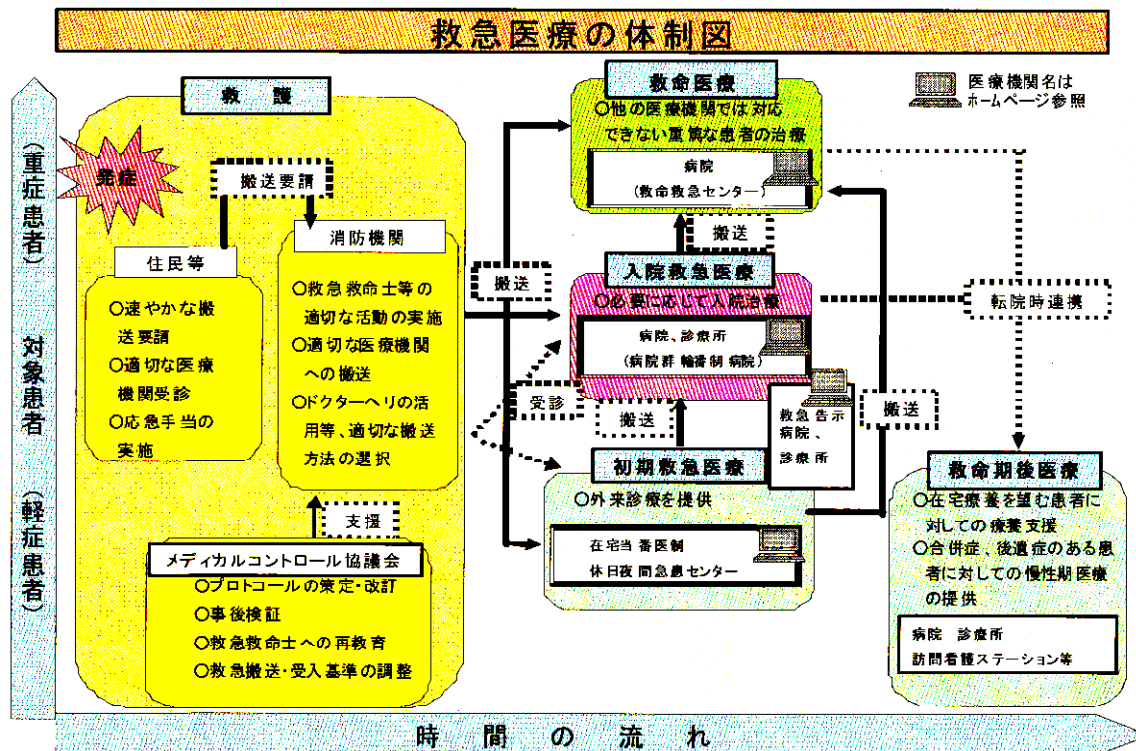 救急医療の体制図
医療機関名は
ホームページ参照
(重症患者)
対象患者
(軽症患者)
救護
発症
搬送要請
住民等
○速やかな搬
送要請
○適切な医療
機関受診
○応急手当の
実施
消防機関
○救急救命士等の
適切な活動の実施
○適切な医療機関
への搬送
○ドクターヘリの活
用等、適切な搬送
方法の選択
支援
メディカルコントロール協議会
○プロトコールの策定・改訂
○事後検証
○救急救命士への再教育
○救急搬送・受入基準の調整
搬送
受診
救命医療
○他の医療機関では対応
できない重篤な患者の治療
病院
(救命救急センター)
搬送
入院救急医療
○必要に応じて入院治療
病院、診療所
(病院群輪番制病院)
搬送
救急告示
病院、
診療所
初期救急医療
○外来診療を提供
在宅当番医制
休日夜間急患センター
搬送
転院時連携
救命期後医療
○在宅療養を望む患者に
対しての療養支援
○合併症、後遺症のある患
者に対しての慢性期医療
の提供
病院 診療所
訪問看護ステーション等
時間の流れ